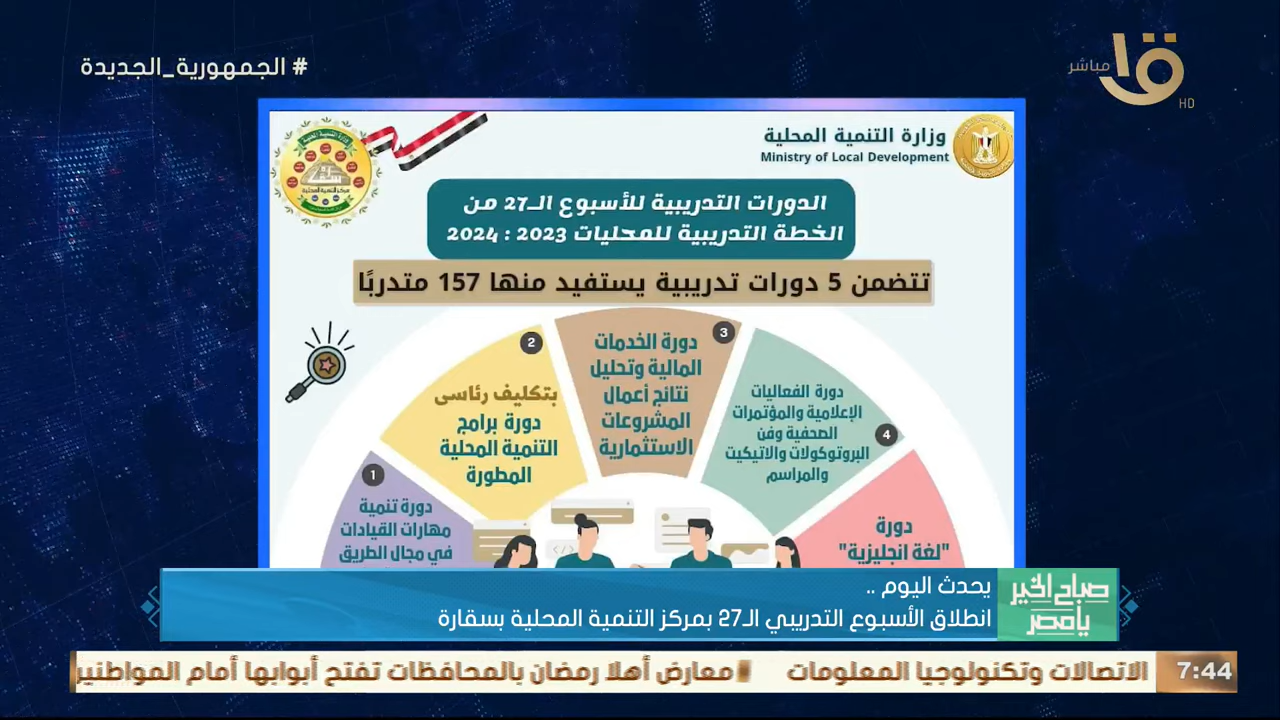 # الجمهورية_الجديدة
مباشر
HD
وزارة التنمية المحلية
Ministry of Local Development
الدورات التدريبية للأسبوع الـ27 من
الخطة التدريبية للمحليات 2023 : 2024
تتضمن 5 دورات تدريبية يستفيد منها 157 متدربًا
1
دورة تنمية
مهارات القيادات
في مجال الطريق
2
بتكليف رئاسى
دورة برامج
التنمية المحلية
المطورة
3
دورة الخدمات
المالية وتحليل
نتائج أعمال
المشروعات
الاستثمارية
4
دورة الفعاليات
الإعلامية والمؤتمرات
الصحفية وفن
البروتوكولات والاتيكيت
والمراسم
دورة
"لغة انجليزية"
صباح الخير
يا مصر
يحدث اليوم ..
انطلاق الأسبوع التدريبي الـ27 بمركز التنمية المحلية بسقارة
7:44
الاتصالات وتكنولوجيا المعلومات
معارض أهلا رمضان بالمحافظات تفتح أبوابها أمام المواطنين